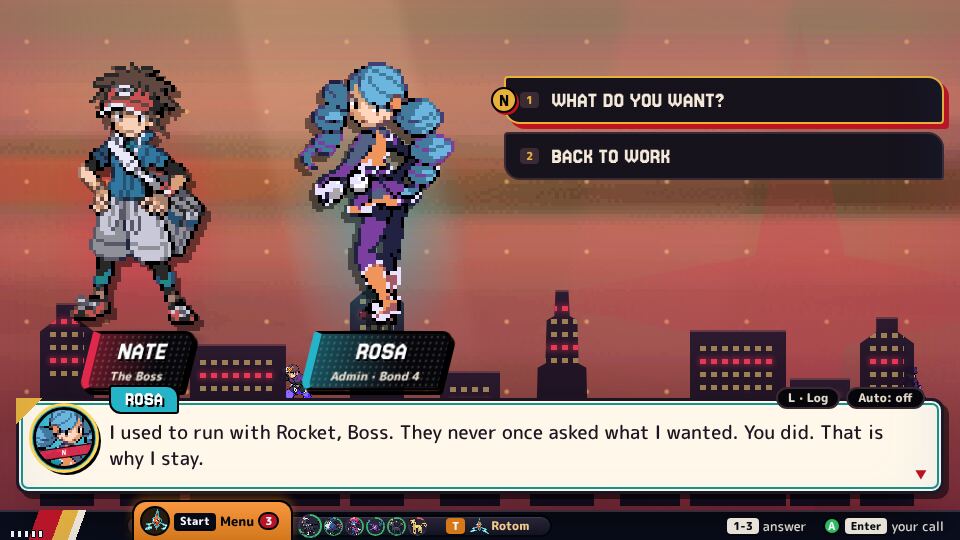 N 1 WHAT DO YOU WANT?
2 BACK TO WORK
NATE
The Boss
ROSA
Admin · Bond 4
ROSA
L · Log
Auto: off
I used to run with Rocket, Boss. They never once asked what I wanted. You did. That is
why I stay.
N
Start Menu 3
T Rotom
1-3 answer
A Enter your call